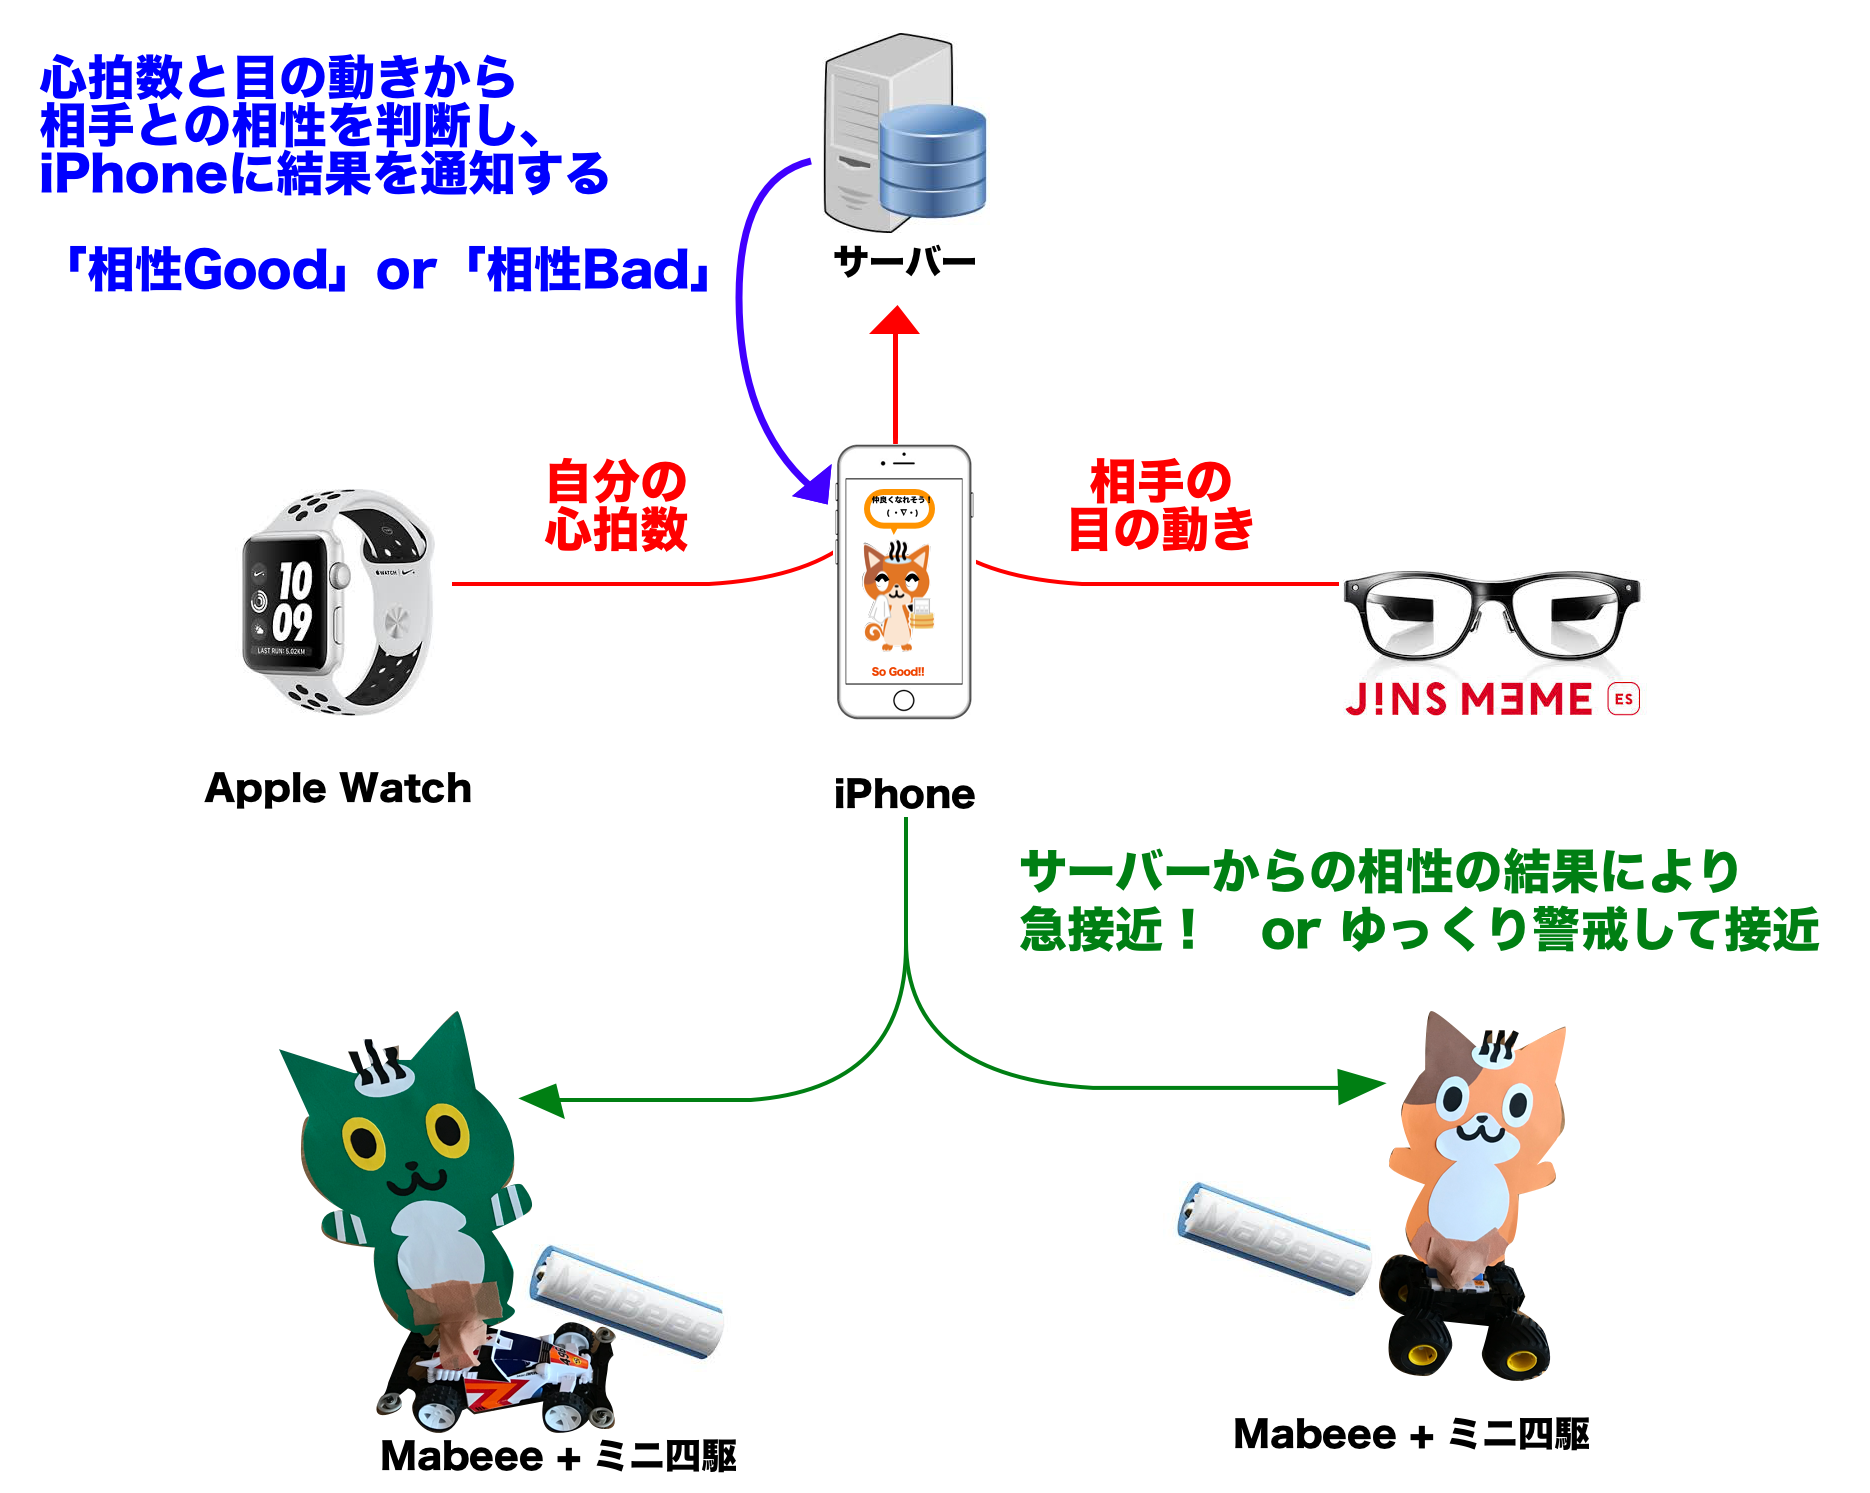 心拍数と目の動きから
相手との相性を判断し、
iPhoneに結果を通知する
「相性Good」or「相性Bad」
サーバー
自分の
心拍数
相手の
目の動き
仲良くなれそう！
( ・∇・)
So Good!!
10
09
LAST RUN: 5.02KM
WATCH
J!NS MEME ES
Apple Watch
iPhone
サーバーからの相性の結果により
急接近！　or ゆっくり警戒して接近
MaBeee
MaBeee
Mabeee + ミニ四駆
Mabeee + ミニ四駆